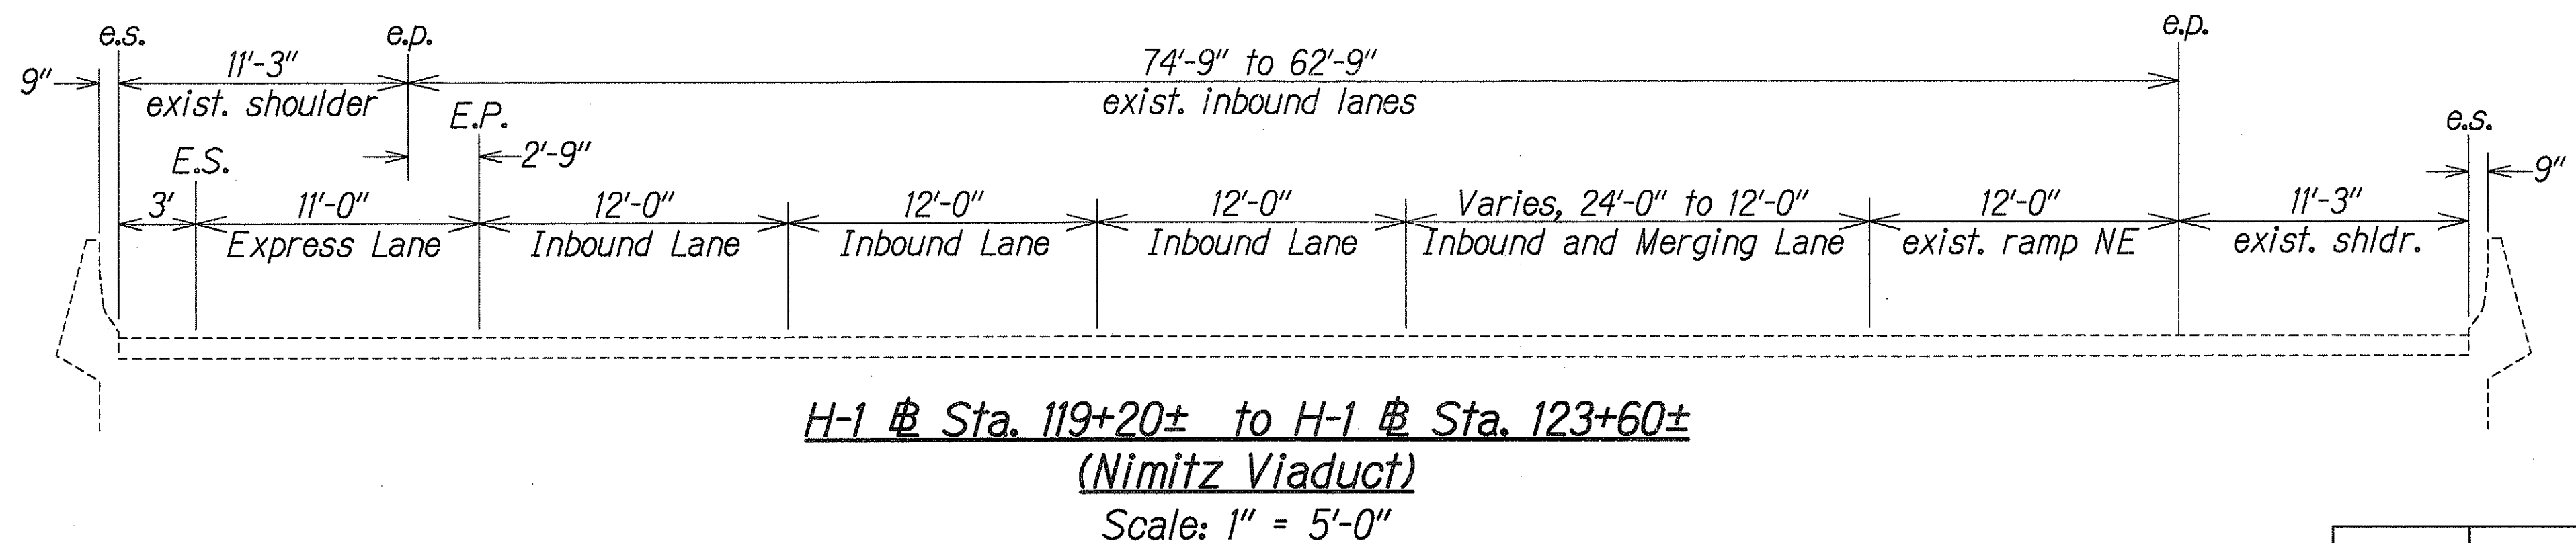 e.s. e.p. e.p.
9" 11'-3" 74'-9" to 62'-9"
exist. shoulder exist. inbound lanes
E.P. e.s.
E.S. 2'-9" 9"
3' 11'-0" 12'-0" 12'-0" 12'-0" Varies, 24'-0" to 12'-0" 12'-0" 11'-3"
Express Lane Inbound Lane Inbound Lane Inbound Lane Inbound and Merging Lane exist. ramp NE exist. shldr.
H-1 BL Sta. 119+20± to H-1 BL Sta. 123+60±
(Nimitz Viaduct)
Scale: 1" = 5'-0"